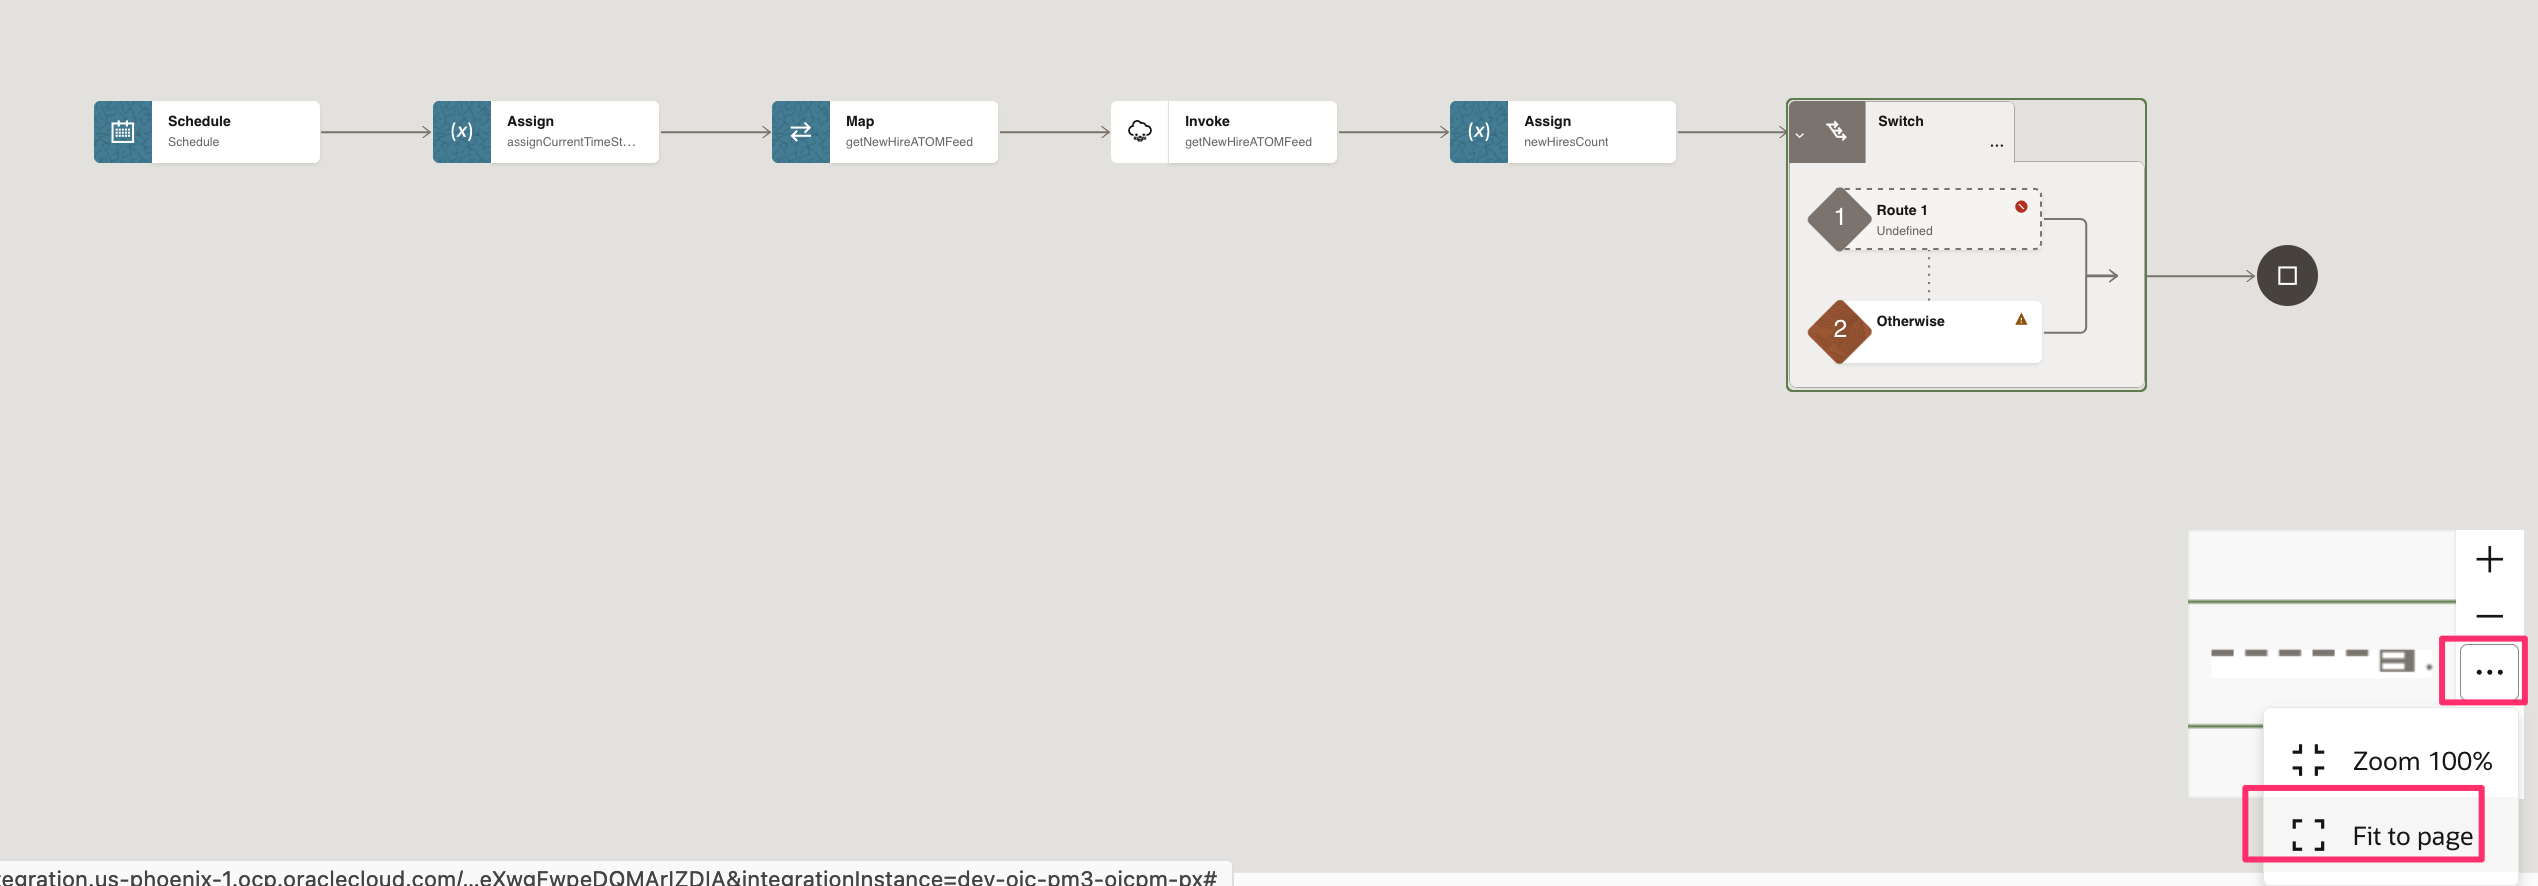 Schedule
Schedule
(x)
Assign
assignCurrentTimeSt...
Map
getNewHireATOMFeed
Invoke
getNewHireATOMFeed
(x)
Assign
newHiresCount
Switch
...
1
Route 1
Undefined
2
Otherwise
Zoom 100%
Fit to page
tegration.us-phoenix-1.ocp.oraclecloud.com/...eXwgFwpeDQMArIZDIA&integrationInstance=dev-oic-pm3-oicpm-px#